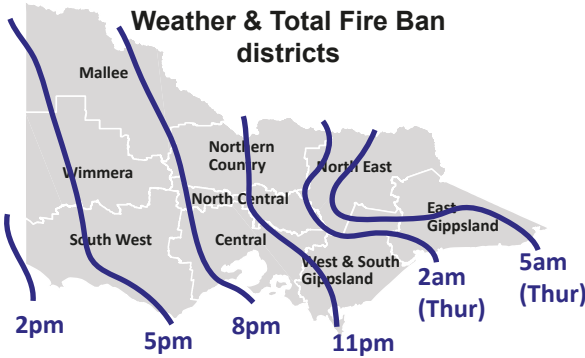 Weather & Total Fire Ban
districts
Mallee
Northern
Country
North East
Wimmera
North Central
East
Gippsland
South West
Central
West & South
Gippsland
2pm
5pm
8pm
11pm
2am
(Thur)
5am
(Thur)